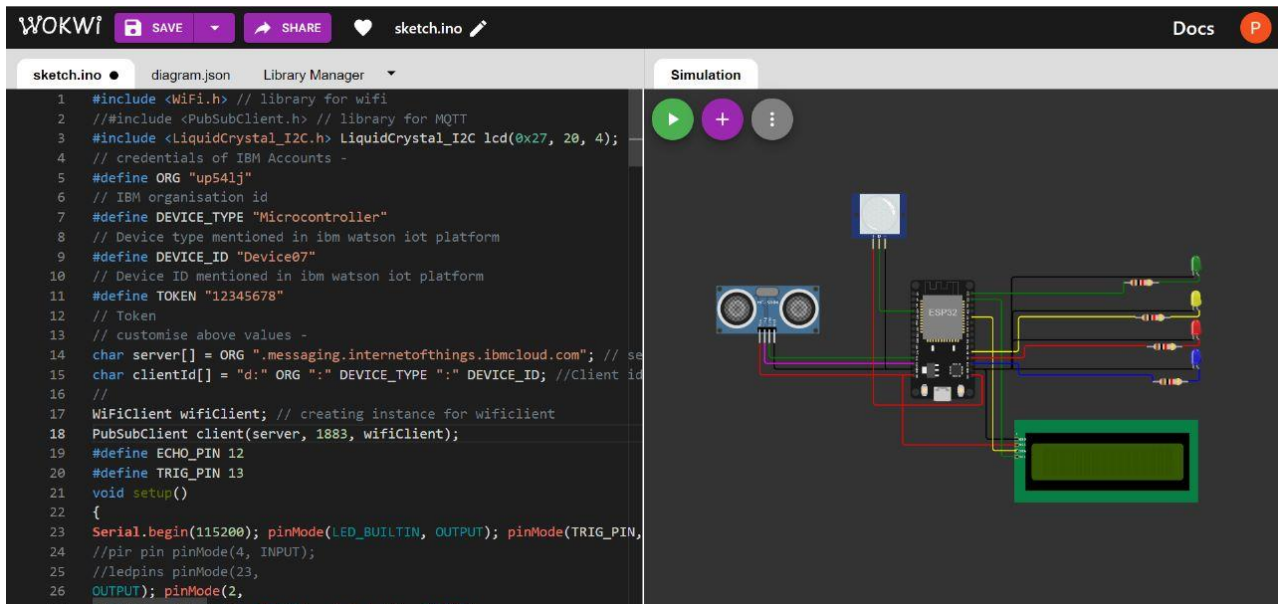 WOKWi SAVE SHARE sketch.ino Docs P
sketch.ino diagram.json Library Manager Simulation
1 #include <WiFi.h> // library for wifi
2 //#include <PubSubClient.h> // library for MQTT
3 #include <LiquidCrystal_I2C.h> LiquidCrystal_I2C lcd(0x27, 20, 4);
4 // credentials of IBM Accounts -
5 #define ORG "up54lj"
6 // IBM organisation id
7 #define DEVICE_TYPE "Microcontroller"
8 // Device type mentioned in ibm watson iot platform
9 #define DEVICE_ID "Device07"
10 // Device ID mentioned in ibm watson iot platform
11 #define TOKEN "12345678"
12 // Token
13 // customise above values -
14 char server[] = ORG ".messaging.internetofthings.ibmcloud.com"; // se
15 char clientId[] = "d:" ORG ":" DEVICE_TYPE ":" DEVICE_ID; //Client id
16 //
17 WiFiClient wifiClient; // creating instance for wificlient
18 PubSubClient client(server, 1883, wifiClient);
19 #define ECHO_PIN 12
20 #define TRIG_PIN 13
21 void setup()
22 {
23 Serial.begin(115200); pinMode(LED_BUILTIN, OUTPUT); pinMode(TRIG_PIN,
24 //pir pin pinMode(4, INPUT);
25 //ledpins pinMode(23,
26 OUTPUT); pinMode(2,
ESP32